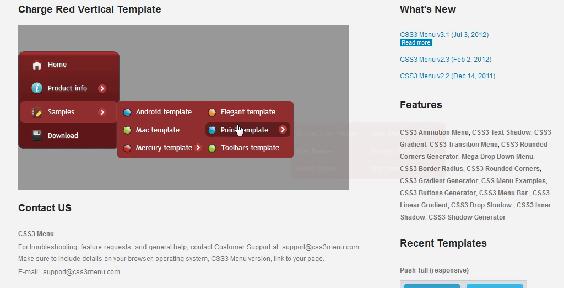 Charge Red Vertical Template
Home
Product info
Samples
Download
Android template
Elegant template
Mac template
Point template
Mercury template
Toolbars template
Contact US
CSS3 Menu
For troubleshooting, feature requests, and general help, contact Customer Support at support@css3menu.com
Make sure to include details on your browser, operating system, CSS3 Menu version, link to your page.
E-mail: support@css3menu.com
What's New
CSS3 Menu v3.1 (Jul 3, 2012)
Read more
CSS3 Menu v2.3 (Feb 2, 2012)
CSS3 Menu v2.2 (Dec 14, 2011)
Features
CSS3 Animation Menu, CSS3 Text Shadow, CSS3
Gradient, CSS3 Transition Menu, CSS3 Rounded
Corners Generator, Mega Drop Down Menu,
CSS3 Border Radius, CSS3 Rounded Corners,
CSS3 Gradient Generator, CSS Menu Examples,
CSS3 Buttons Generator, CSS3 Menu Bar, CSS3
Linear Gradient, CSS3 Drop Shadow, CSS3 Inner
Shadow, CSS3 Shadow Generator
Recent Templates
Push full (responsive)